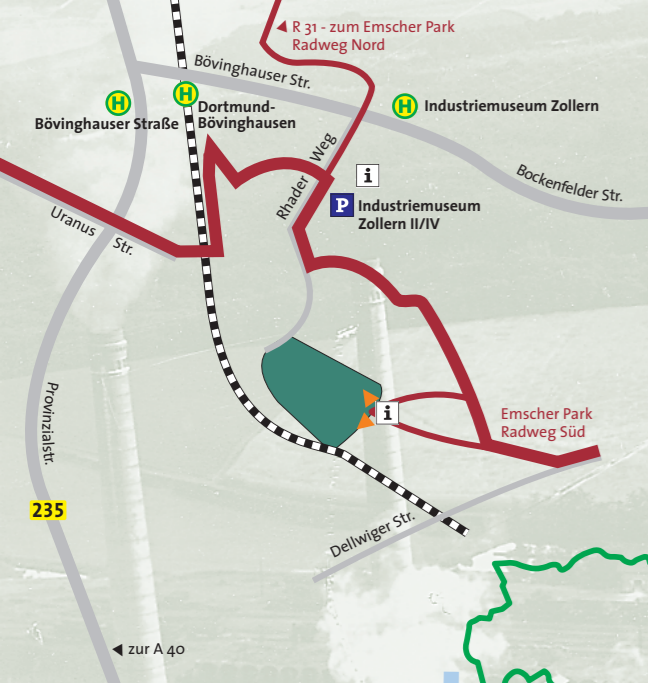 R 31 - zum Emscher Park
Radweg Nord
Bövinghauser Str.
H
H
H
Industriemuseum Zollern
Dortmund-
Bövinghausen
Bövinghauser Straße
Rhader Weg
i
Bockenfelder Str.
P
Industriemuseum
Zollern II/IV
Uranus Str.
Provinzialstr.
i
Emscher Park
Radweg Süd
235
Dellwiger Str.
zur A 40